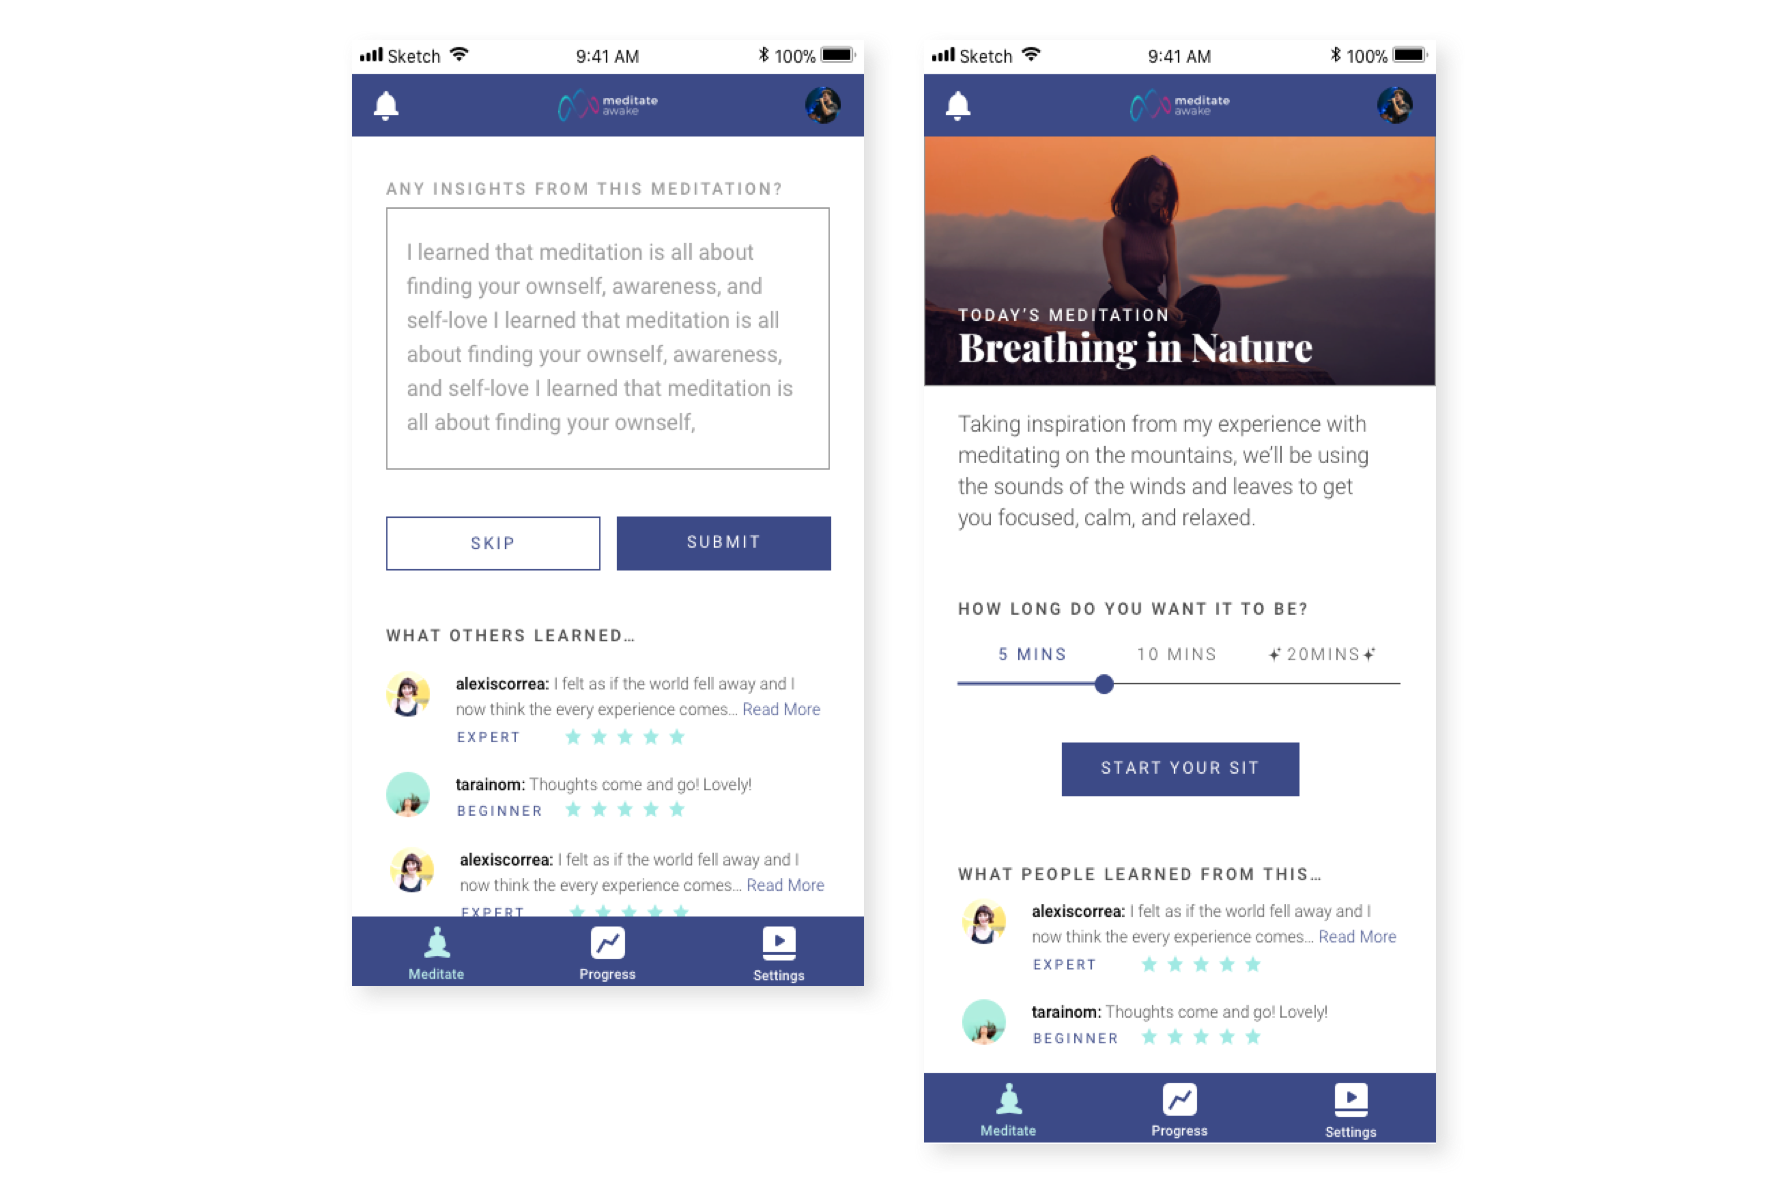 Sketch 9:41 AM 100%
meditate
awake
ANY INSIGHTS FROM THIS MEDITATION?
I learned that meditation is all about
finding your ownself, awareness, and
self-love I learned that meditation is all
about finding your ownself, awareness,
and self-love I learned that meditation is
all about finding your ownself,
SKIP
SUBMIT
WHAT OTHERS LEARNED...
alexiscorrea: I felt as if the world fell away and I
now think the every experience comes... Read More
EXPERT
tarainom: Thoughts come and go! Lovely!
BEGINNER
alexiscorrea: I felt as if the world fell away and I
now think the every experience comes... Read More
EXPERT
Meditate
Progress
Settings
Sketch 9:41 AM 100%
meditate
awake
TODAY'S MEDITATION
Breathing in Nature
Taking inspiration from my experience with
meditating on the mountains, we'll be using
the sounds of the winds and leaves to get
you focused, calm, and relaxed.
HOW LONG DO YOU WANT IT TO BE?
5 MINS 10 MINS 20MINS
START YOUR SIT
WHAT PEOPLE LEARNED FROM THIS...
alexiscorrea: I felt as if the world fell away and I
now think the every experience comes... Read More
EXPERT
tarainom: Thoughts come and go! Lovely!
BEGINNER
Meditate
Progress
Settings